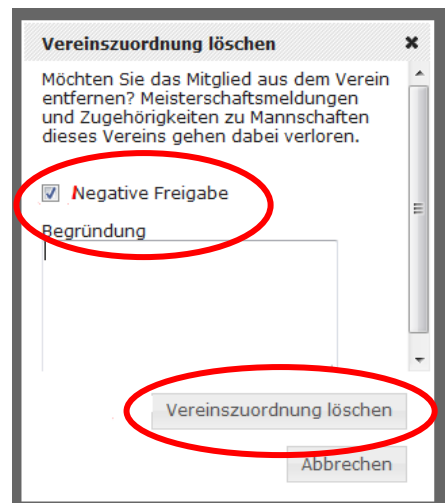 Vereinszuordnung löschen
Möchten Sie das Mitglied aus dem Verein
entfernen? Meisterschaftsmeldungen
und Zugehörigkeiten zu Mannschaften
dieses Vereins gehen dabei verloren.
Negative Freigabe
Begründung
Vereinszuordnung löschen
Abbrechen